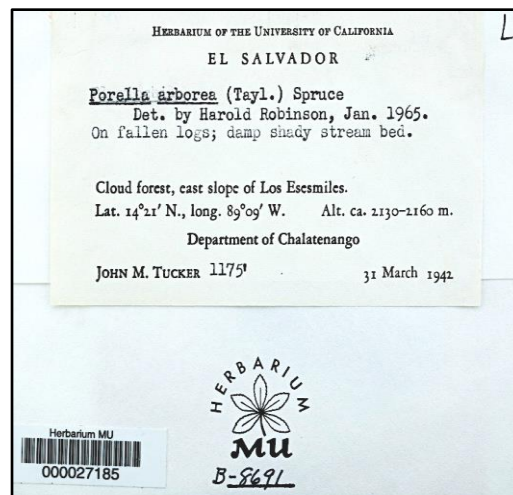 HERBARIUM OF THE UNIVERSITY OF CALIFORNIA
EL SALVADOR
Porella arborea (Tayl.) Spruce
Det. by Harold Robinson, Jan. 1965.
On fallen logs; damp shady stream bed.
Cloud forest, east slope of Los Esesmiles.
Lat. 14°21′ N., long. 89°09′ W. Alt. ca. 2130-2160 m.
Department of Chalatenango
JOHN M. TUCKER 1175' 31 March 1942
L
HERBARIUM
MU
B-8691
Herbarium MU
000027185